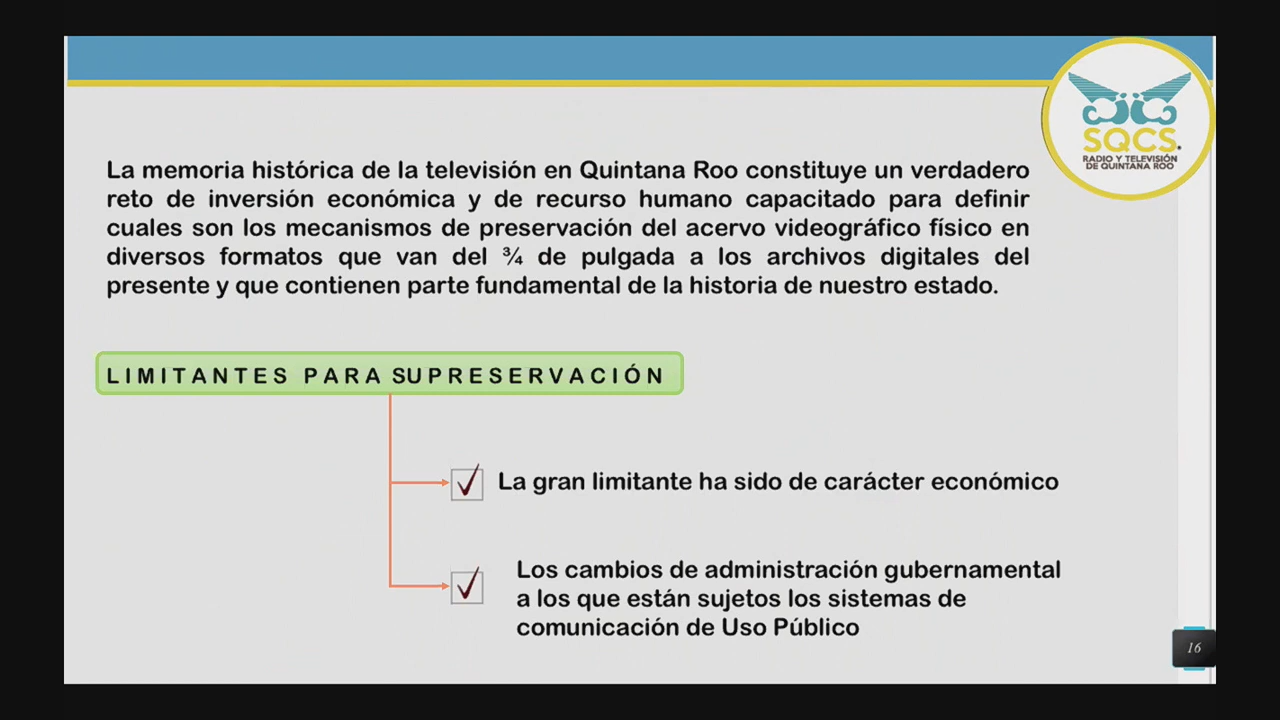 SQCS.
RADIO Y TELEVISIÓN
DE QUINTANA ROO
La memoria histórica de la televisión en Quintana Roo constituye un verdadero
reto de inversión económica y de recurso humano capacitado para definir
cuales son los mecanismos de preservación del acervo videográfico físico en
diversos formatos que van del ¾ de pulgada a los archivos digitales del
presente y que contienen parte fundamental de la historia de nuestro estado.
LIMITANTES PARA SU PRESERVACIÓN
La gran limitante ha sido de carácter económico
Los cambios de administración gubernamental
a los que están sujetos los sistemas de
comunicación de Uso Público
16